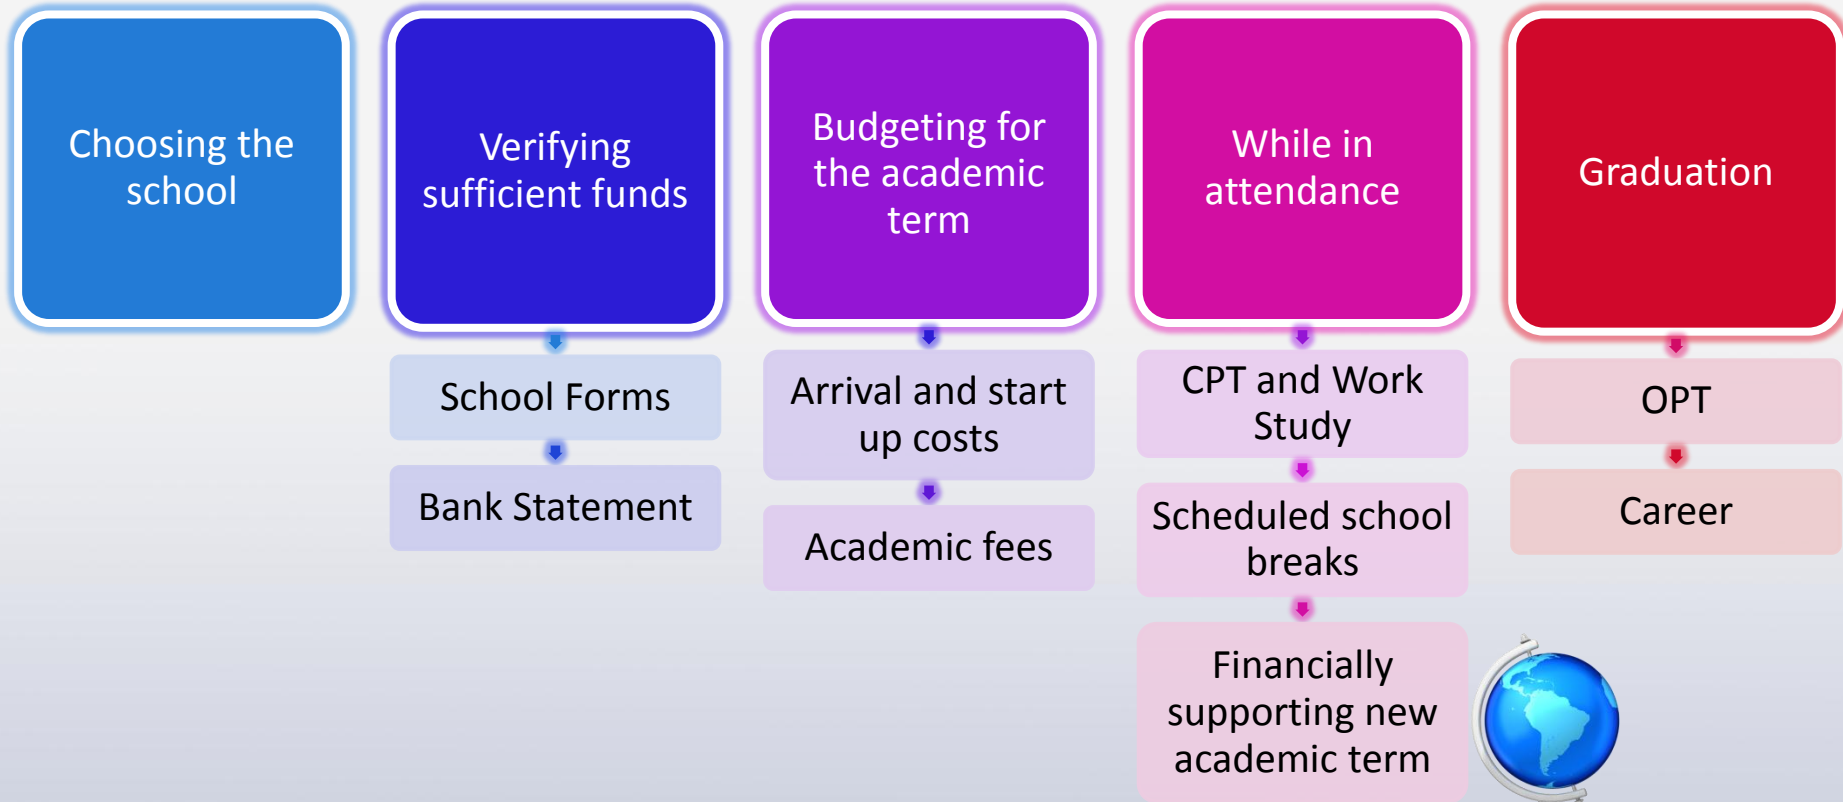 Choosing the
school
Verifying
sufficient funds
School Forms
Bank Statement
Budgeting for
the academic
term
Arrival and start
up costs
Academic fees
While in
attendance
CPT and Work
Study
Scheduled school
breaks
Financially
supporting new
academic term
Graduation
OPT
Career